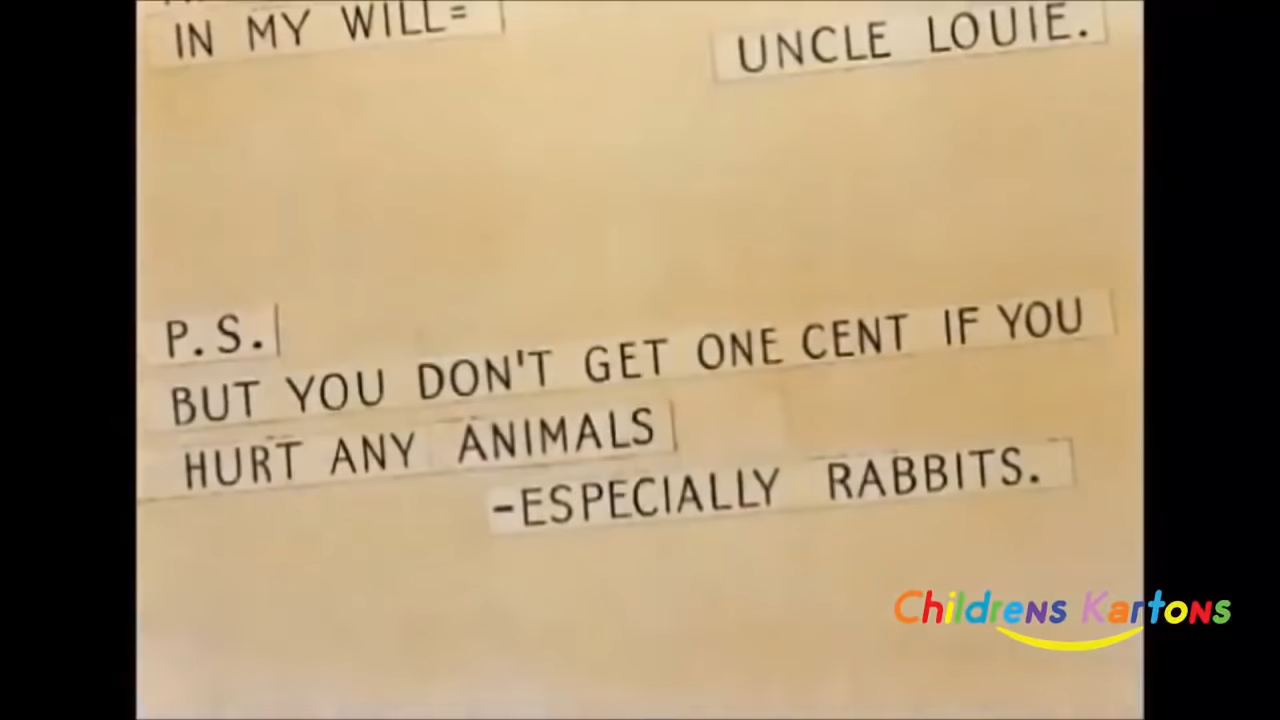 IN MY WILL=
UNCLE LOUIE.
P.S.
BUT YOU DON'T GET ONE CENT IF YOU
HURT ANY ANIMALS
-ESPECIALLY RABBITS.
Childrens Kartons